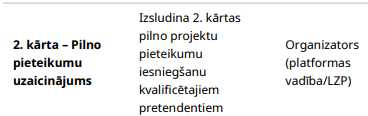 2. kārta – Pilno
pieteikumu
uzaicinājums
Izsludina 2. kārtas
pilno projektu
pieteikumu
iesniegšanu
kvalificētajiem
pretendentiem
Organizators
(platformas
vadība/LZP)